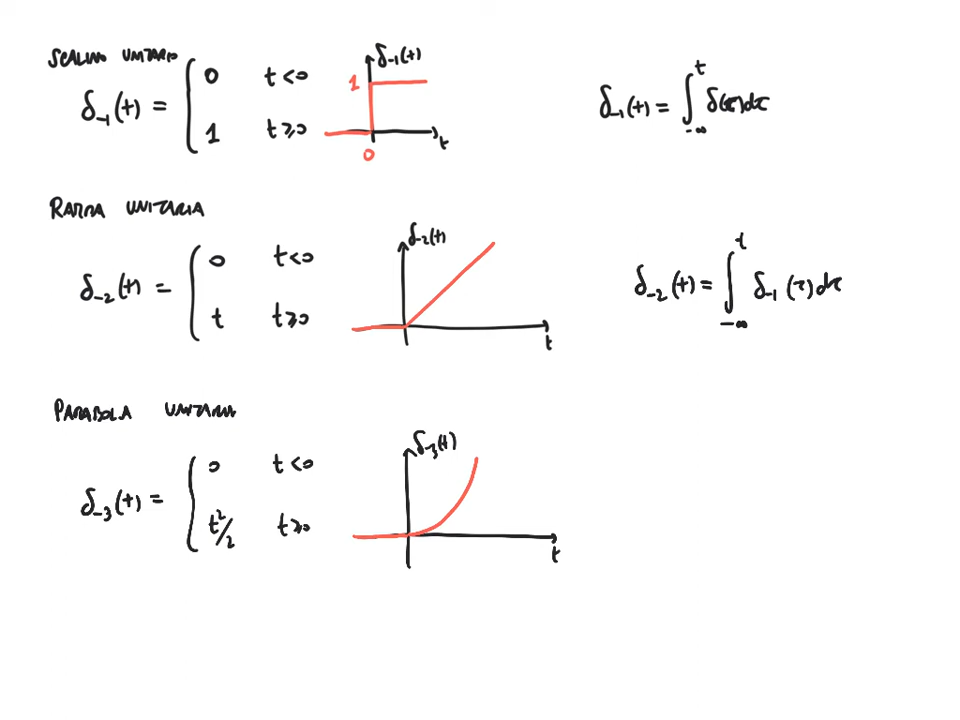 SCALINO UNITARIO
δ₋₁(t) = { 0 t<0
1 t≥0
δ₋₁(t)
1
0
t
δ₋₁(t) = ∫_{-∞}^{t} δ(τ)dτ
RAMPA UNITARIA
δ₋₂(t) = { 0 t<0
t t≥0
δ₋₂(t)
t
δ₋₂(t) = ∫_{-∞}^{t} δ₋₁(τ)dτ
PARABOLA UNITARIA
δ₋₃(t) = { 0 t<0
t²/2 t≥0
δ₋₃(t)
t